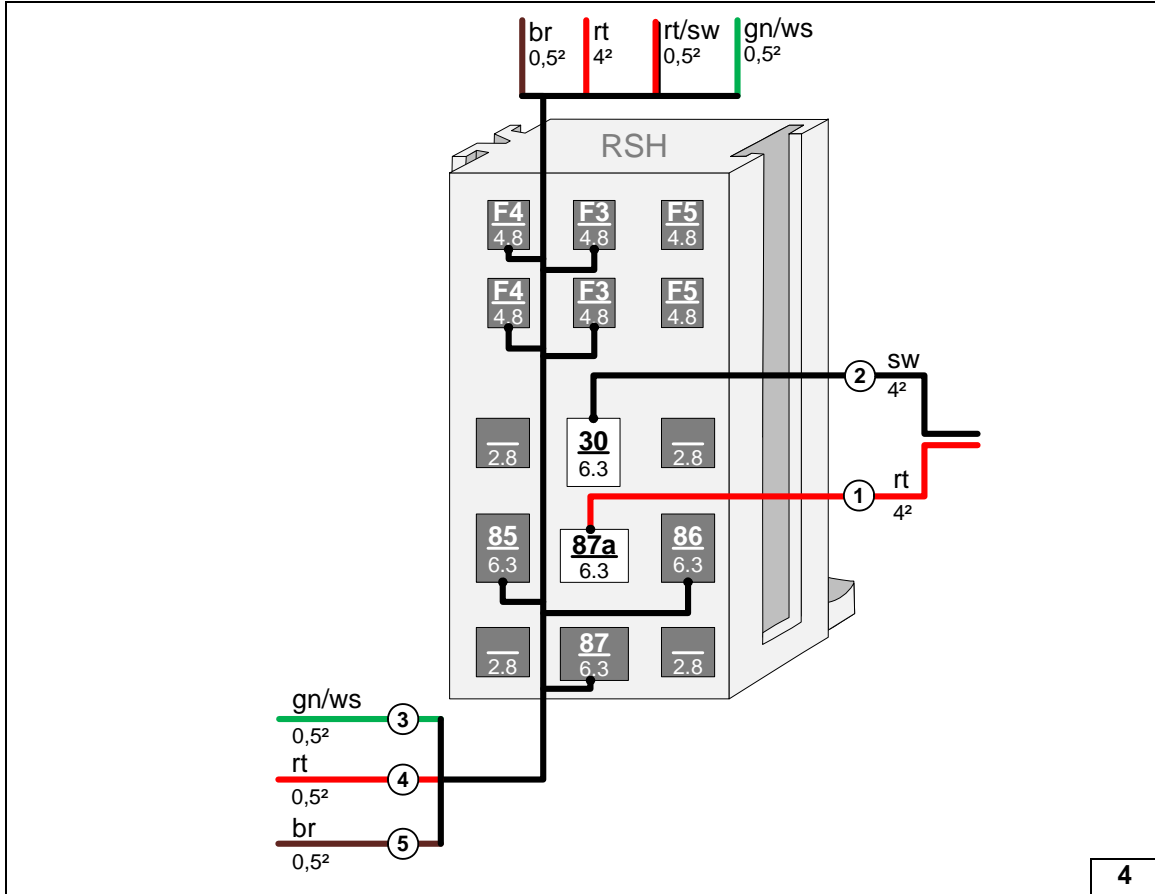 br rt rt/sw gn/ws
0,5² 4² 0,5² 0,5²
RSH
F4 F3 F5
4.8 4.8 4.8
F4 F3 F5
4.8 4.8 4.8
2 sw
4²
30
2.8 6.3 2.8
1 rt
4²
85 87a 86
6.3 6.3 6.3
87
2.8 6.3 2.8
gn/ws 3
0,5²
rt 4
0,5²
br 5
0,5²
4